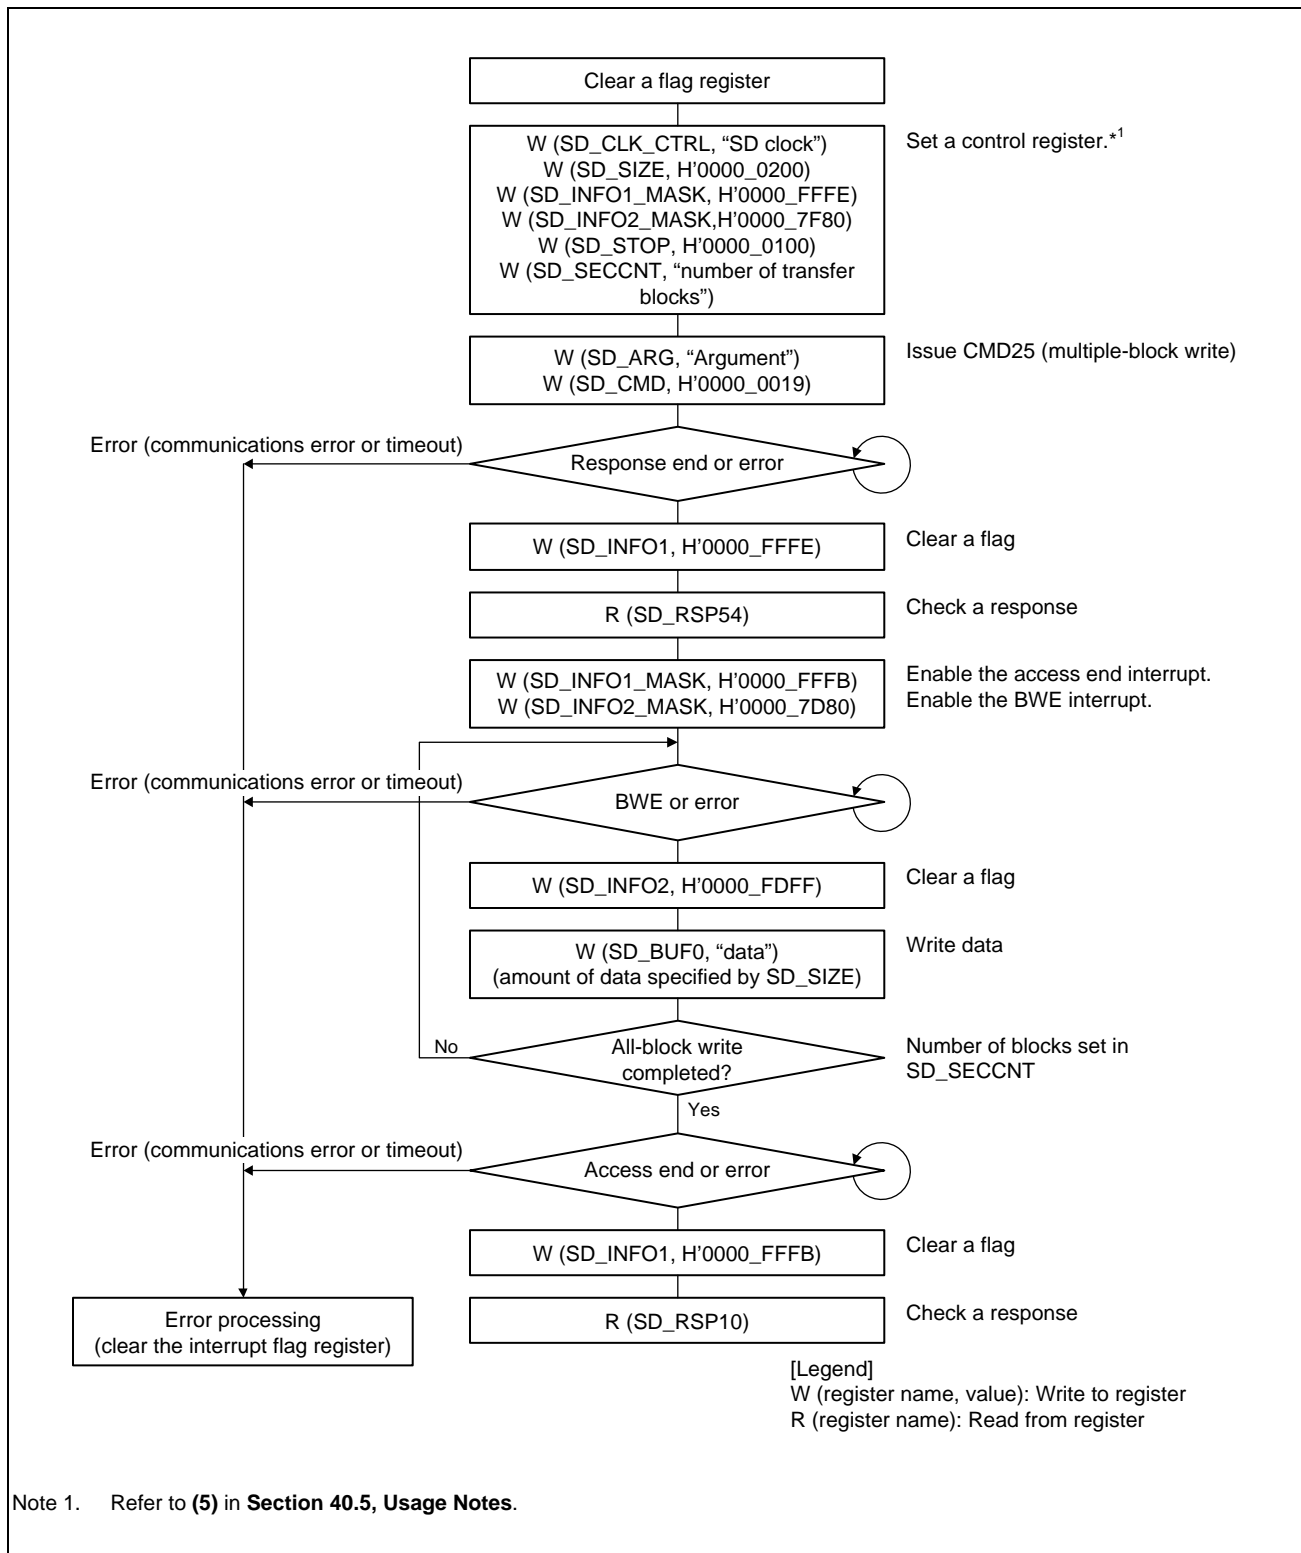 Clear a flag register
W (SD_CLK_CTRL, “SD clock”)
W (SD_SIZE, H’0000_0200)
W (SD_INFO1_MASK, H’0000_FFFE)
W (SD_INFO2_MASK,H’0000_7F80)
W (SD_STOP, H’0000_0100)
W (SD_SECCNT, “number of transfer
blocks”)
Set a control register.*1
W (SD_ARG, “Argument”)
W (SD_CMD, H’0000_0019)
Issue CMD25 (multiple-block write)
Error (communications error or timeout)
Response end or error
W (SD_INFO1, H’0000_FFFE)
Clear a flag
R (SD_RSP54)
Check a response
W (SD_INFO1_MASK, H’0000_FFFB)
W (SD_INFO2_MASK, H’0000_7D80)
Enable the access end interrupt.
Enable the BWE interrupt.
Error (communications error or timeout)
BWE or error
W (SD_INFO2, H’0000_FDFF)
Clear a flag
W (SD_BUF0, “data”)
(amount of data specified by SD_SIZE)
Write data
No
All-block write
completed?
Number of blocks set in
SD_SECCNT
Yes
Error (communications error or timeout)
Access end or error
W (SD_INFO1, H’0000_FFFB)
Clear a flag
Error processing
(clear the interrupt flag register)
R (SD_RSP10)
Check a response
[Legend]
W (register name, value): Write to register
R (register name): Read from register
Note 1. Refer to (5) in Section 40.5, Usage Notes.